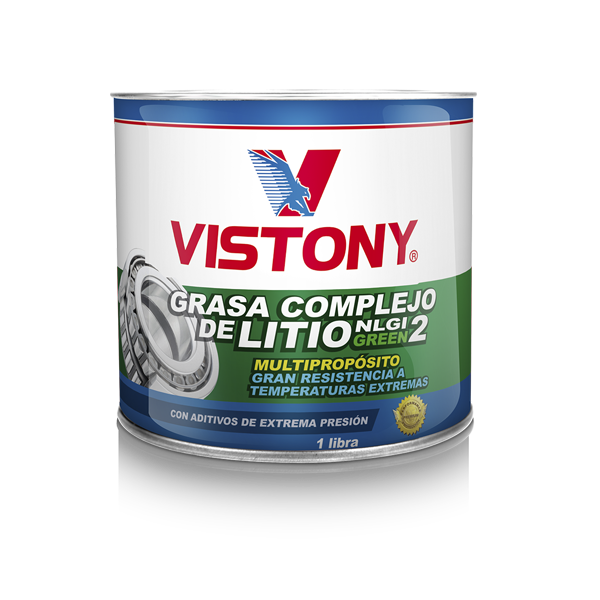 VISTONY®
GRASA COMPLEJO
DE LITIO NLGI 2
GREEN
MULTIPROPÓSITO
GRAN RESISTENCIA A
TEMPERATURAS EXTREMAS
CON ADITIVOS DE EXTREMA PRESIÓN
1 libra